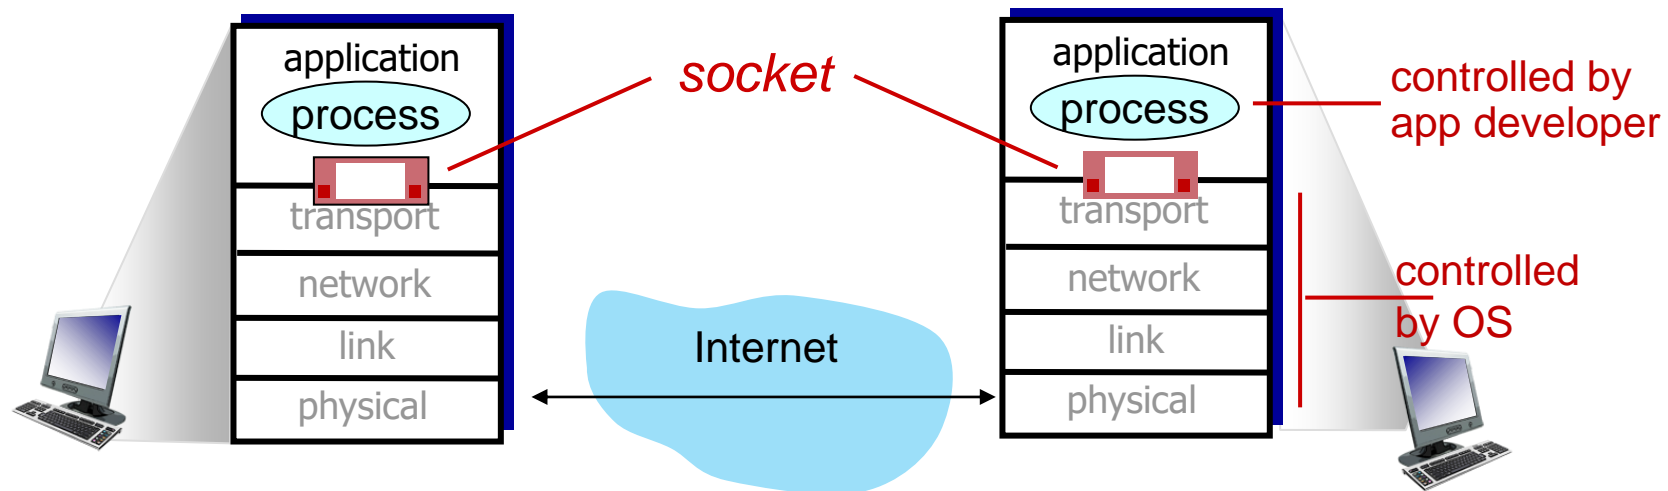 application
process
transport
network
link
physical
socket
Internet
application
process
transport
network
link
physical
controlled by
app developer
controlled
by OS